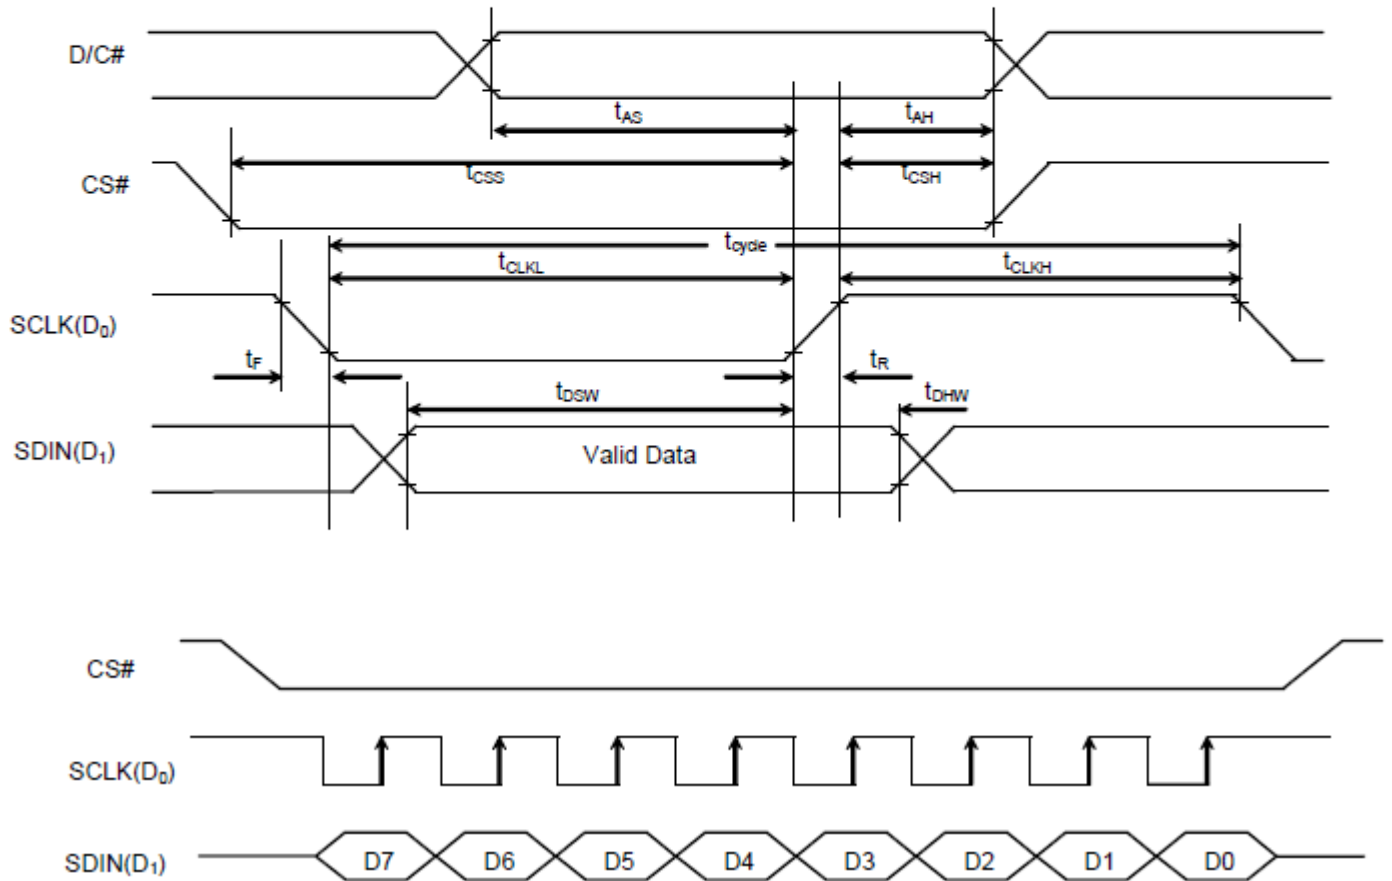 D/C#
tAS
tAH
CS#
tCSS
tCSH
tcycle
tCLKL
tCLKH
SCLK(D0)
tF
tR
tDSW
tDHW
SDIN(D1)
Valid Data
CS#
SCLK(D0)
SDIN(D1)
D7 D6 D5 D4 D3 D2 D1 D0